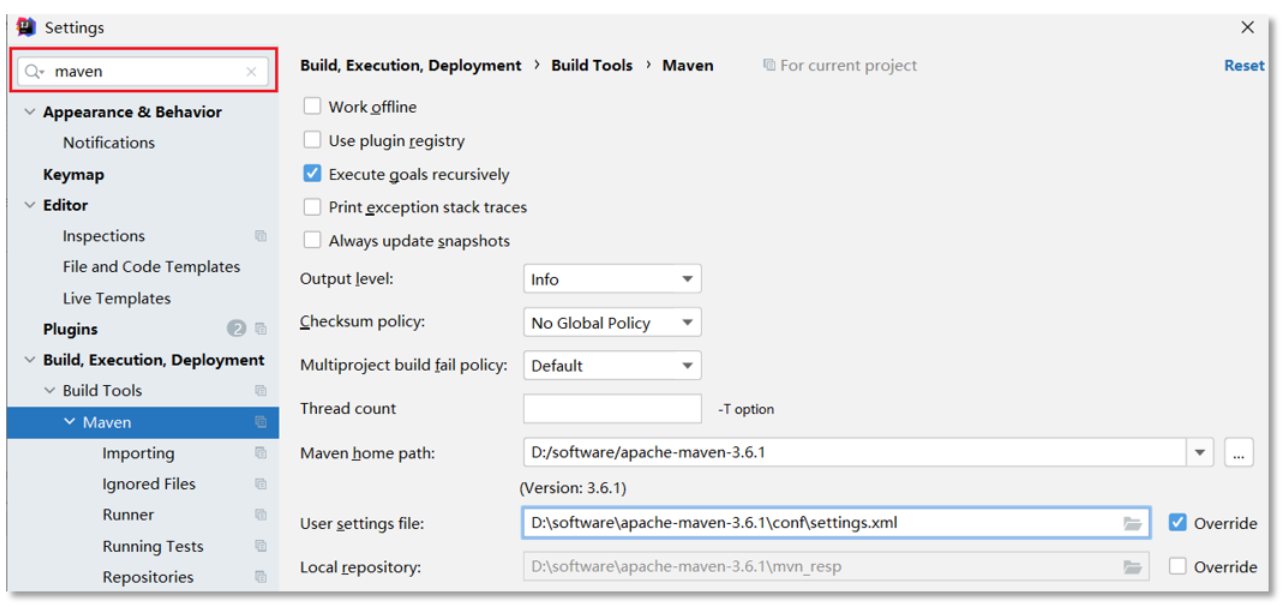 Settings
maven
Appearance & Behavior
Notifications
Keymap
Editor
Inspections
File and Code Templates
Live Templates
Plugins 2
Build, Execution, Deployment
Build Tools
Maven
Importing
Ignored Files
Runner
Running Tests
Repositories
Build, Execution, Deployment › Build Tools › Maven For current project Reset
Work offline
Use plugin registry
Execute goals recursively
Print exception stack traces
Always update snapshots
Output level: Info
Checksum policy: No Global Policy
Multiproject build fail policy: Default
Thread count -T option
Maven home path: D:/software/apache-maven-3.6.1 ...
(Version: 3.6.1)
User settings file: D:\software\apache-maven-3.6.1\conf\settings.xml Override
Local repository: D:\software\apache-maven-3.6.1\mvn_resp Override